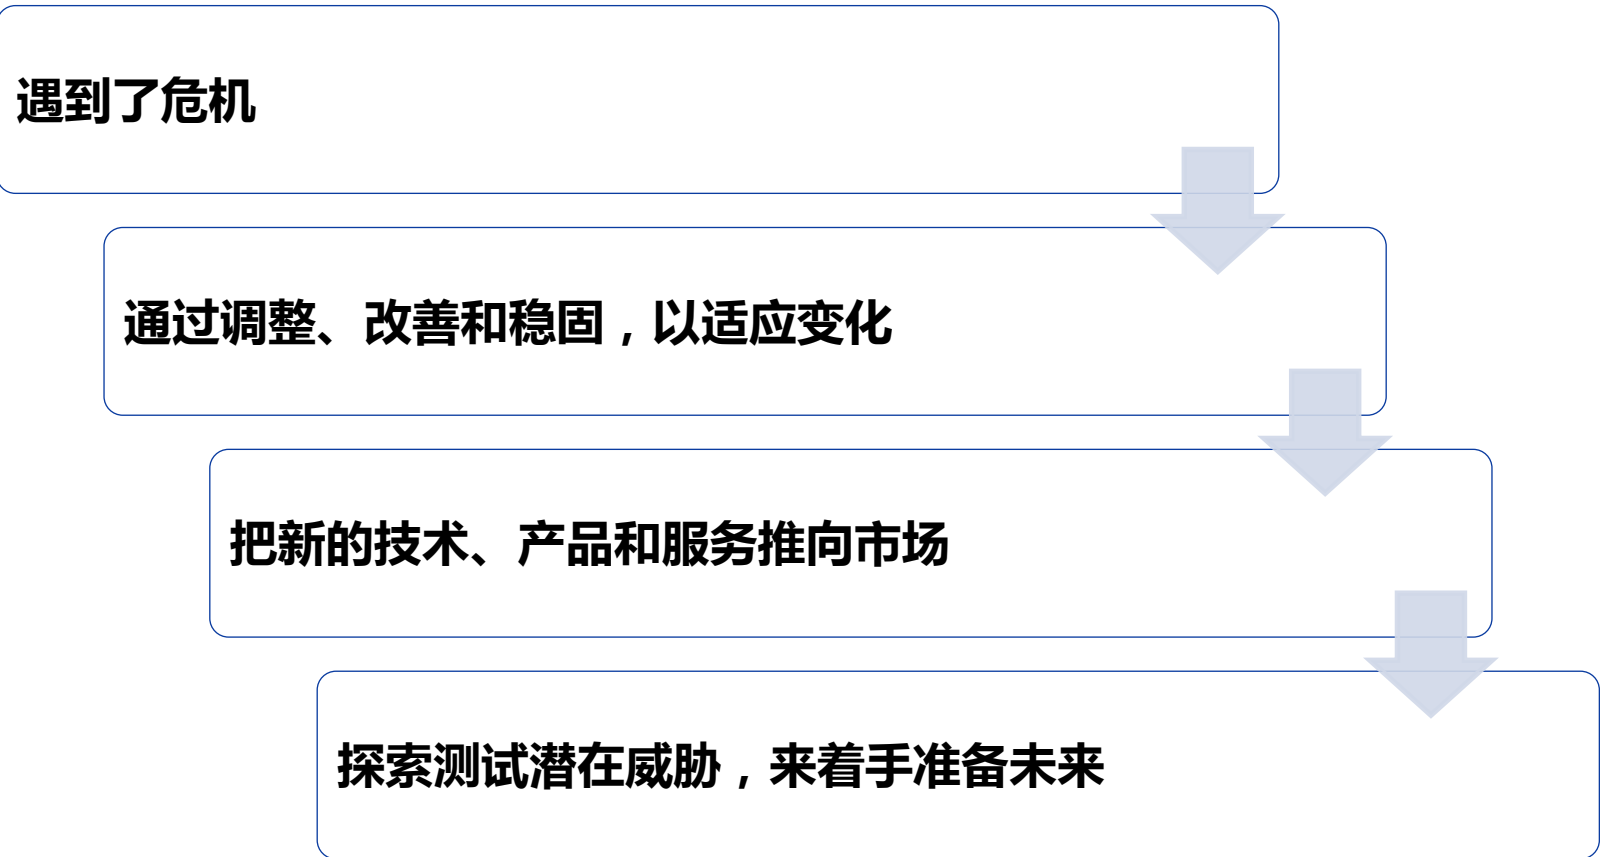 遇到了危机
通过调整、改善和稳固，以适应变化
把新的技术、产品和服务推向市场
探索测试潜在威胁，来着手准备未来